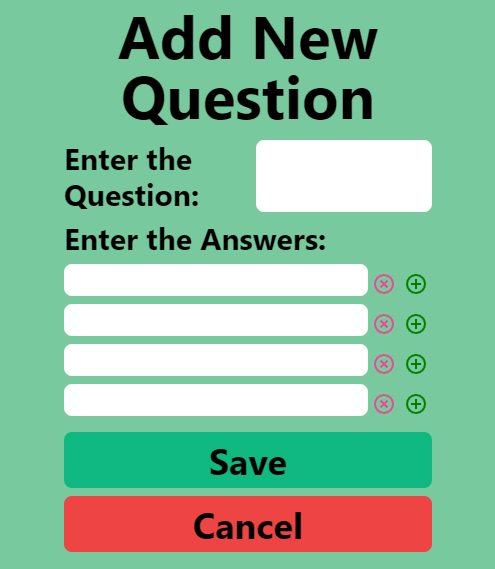 Add New
Question
Enter the
Question:
Enter the Answers:
Save
Cancel